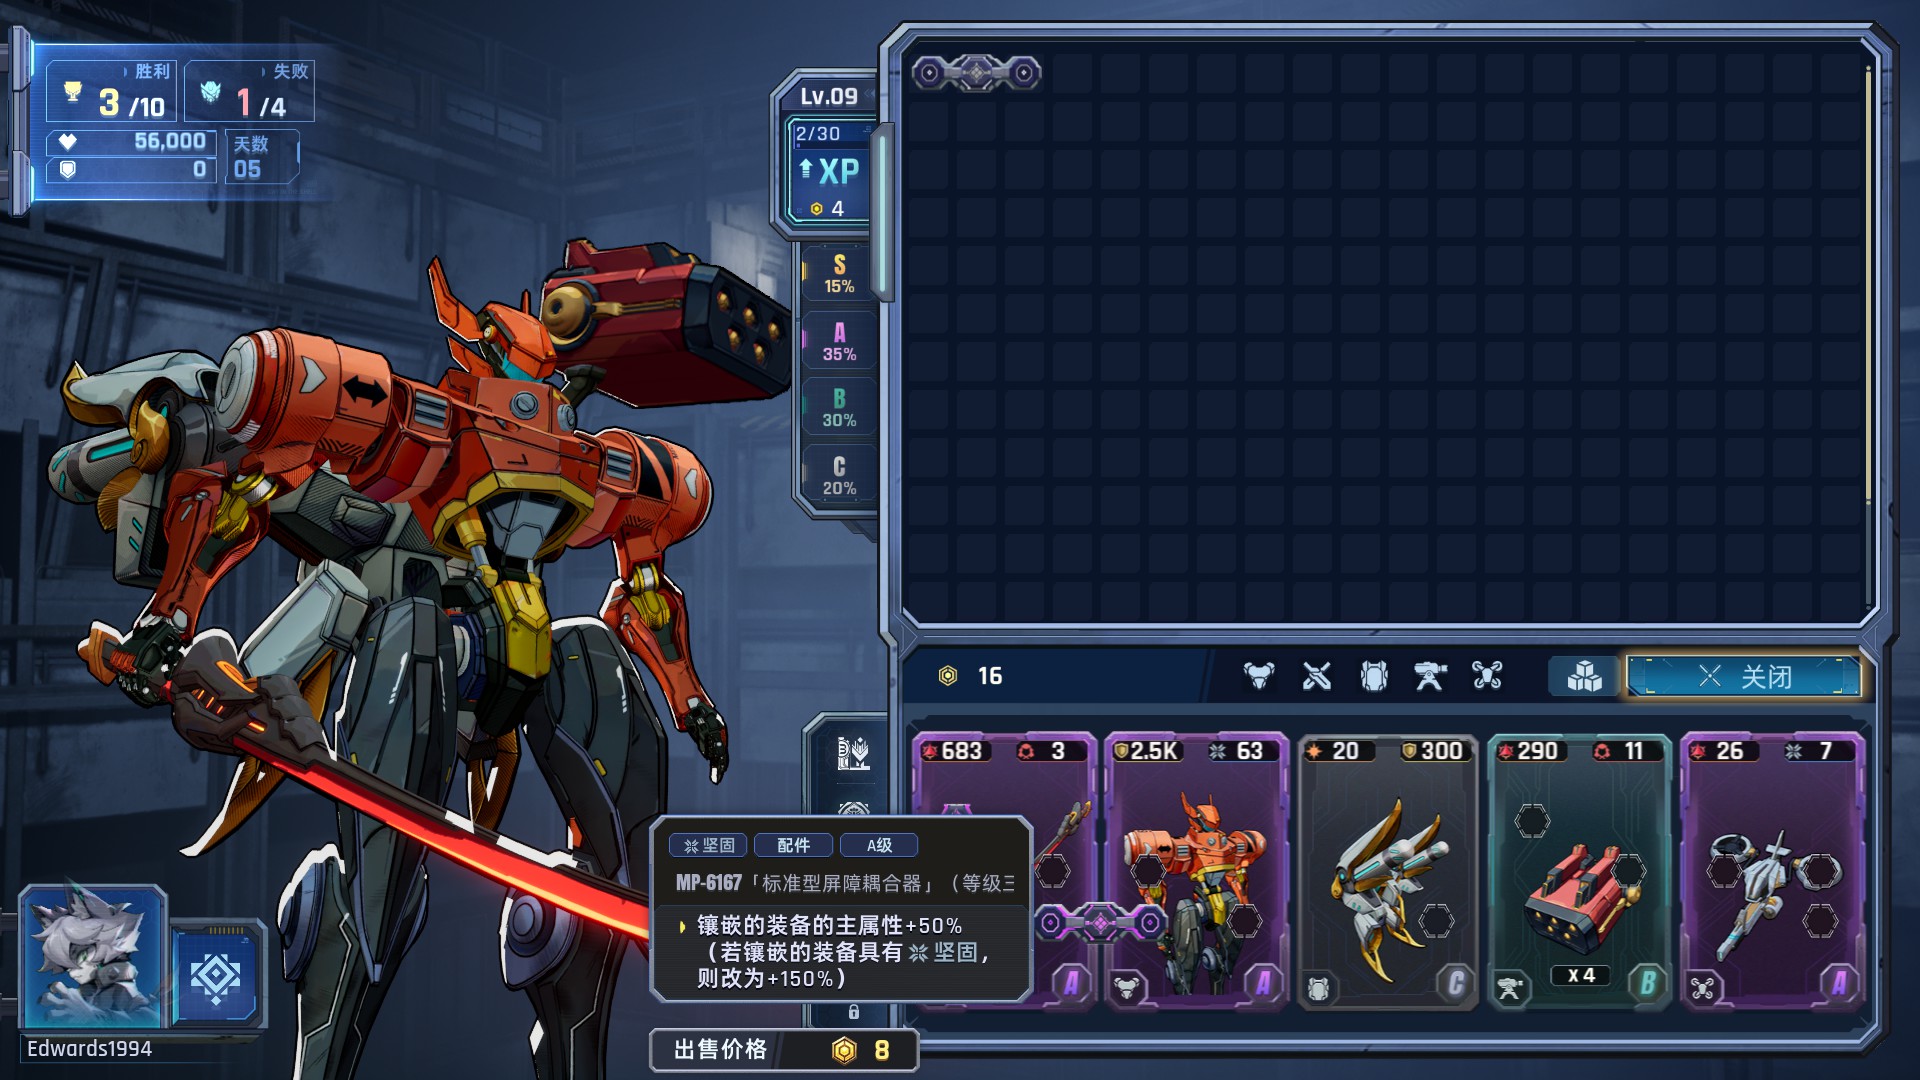 胜利
3 /10
失败
1 /4
56,000
0
天数
05
Lv.09
2/30
XP
4
S
15%
A
35%
B
30%
C
20%
16
关闭
683
3
2.5K
63
20
300
290
11
26
7
A
A
C
x4
B
A
坚固
配件
A级
MP-6167「标准型屏障耦合器」(等级三
镶嵌的装备的主属性+50%
(若镶嵌的装备具有 坚固,
则改为+150%)
出售价格
8
Edwards1994